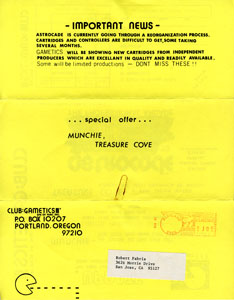 - IMPORTANT NEWS -
ASTROCADE IS CURRENTLY GOING THROUGH A REORGANIZATION PROCESS.
CARTRIDGES AND CONTROLLERS ARE DIFFICULT TO GET, SOME TAKING
SEVERAL MONTHS.
GAMETICS WILL BE SHOWING NEW CARTRIDGES FROM INDEPENDENT
PRODUCERS WHICH ARE EXCELLENT IN QUALITY AND READILY AVAILABLE.
Some will be limited productions — DONT MISS THESE !!
...special offer...
MUNCHIE,
TREASURE COVE
CLUB-GAMETICS
P.O. BOX 10207
PORTLAND, OREGON
97210
Robert Fabris
3626 Morrie Drive
San Jose, CA 95127